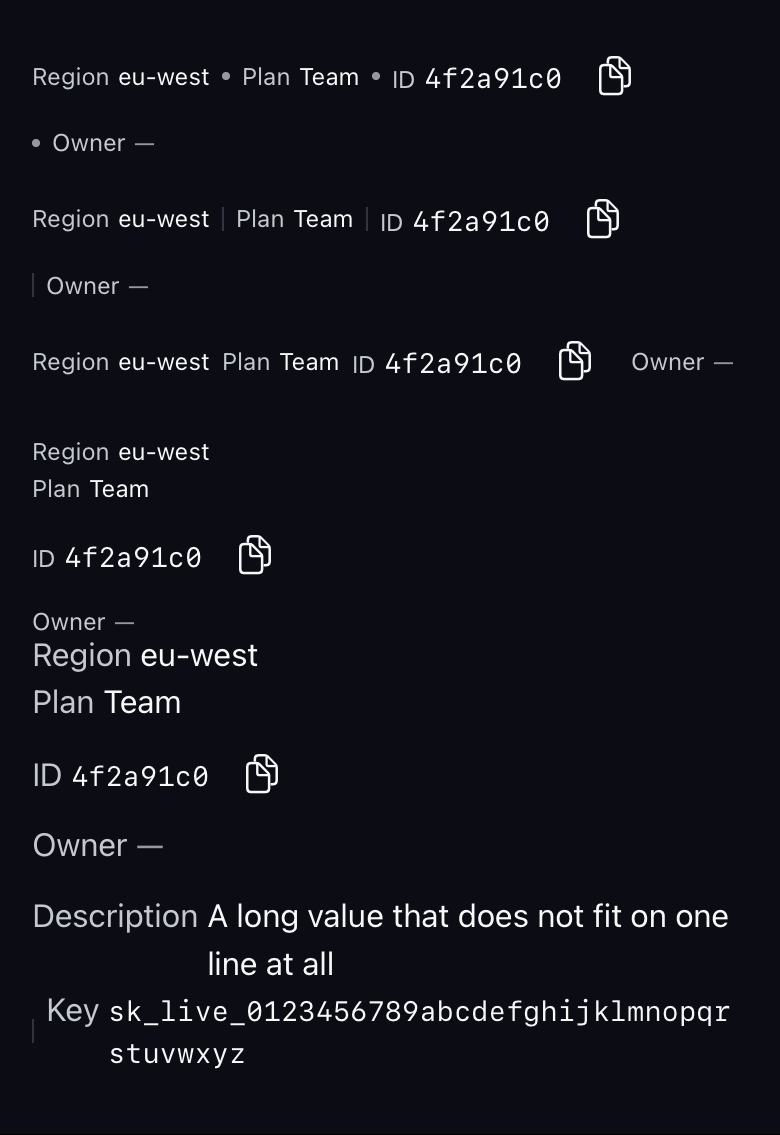 Region eu-west • Plan Team • ID 4f2a91c0
• Owner —
Region eu-west | Plan Team | ID 4f2a91c0
| Owner —
Region eu-west Plan Team ID 4f2a91c0 Owner —
Region eu-west
Plan Team
ID 4f2a91c0
Owner —
Region eu-west
Plan Team
ID 4f2a91c0
Owner —
Description A long value that does not fit on one
line at all
| Key sk_live_0123456789abcdefghijklmnopqr
stuvwxyz